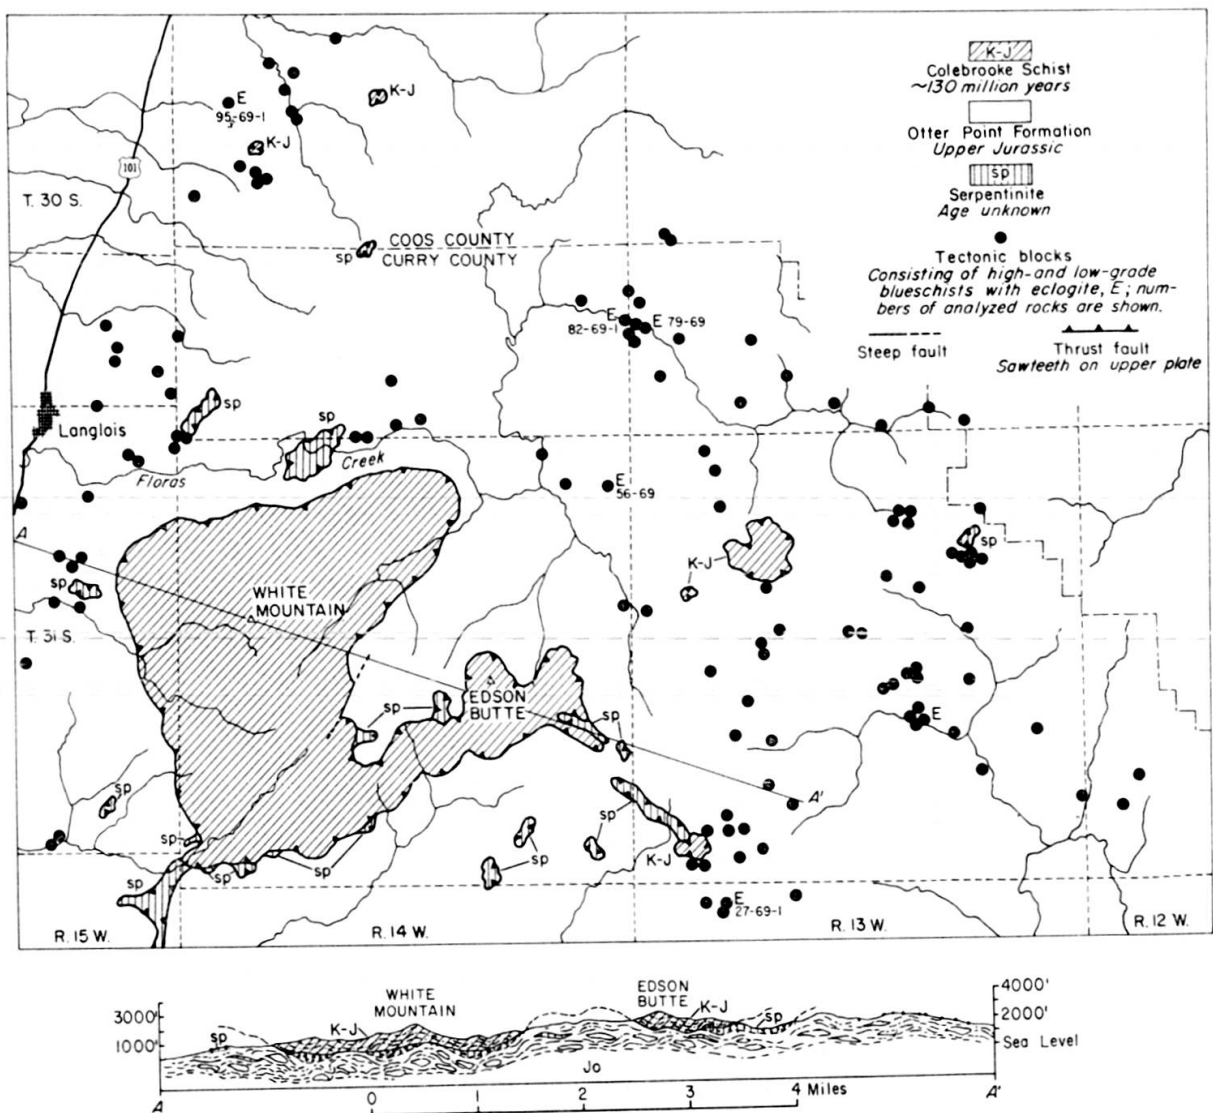 K-J
Colebrooke Schist
~130 million years
Otter Point Formation
Upper Jurassic
sp
Serpentinite
Age unknown
Tectonic blocks
Consisting of high-and low-grade
blueschists with eclogite, E; num-
bers of analyzed rocks are shown.
Steep fault
Thrust fault
Sawteeth on upper plate
E
95-69-1
K-J
K-J
101
T. 30 S.
sp
COOS COUNTY
CURRY COUNTY
E
82-69-1
E 79-69
sp
sp
Langlois
Floras
Creek
E
56-69
A
sp
K-J
sp
WHITE
MOUNTAIN
T. 31 S.
EDSON
BUTTE
sp
sp
E
sp
A'
sp
sp
sp
sp
sp
sp
K-J
E
27-69-1
R. 15 W.
R. 14 W.
R. 13 W.
R. 12 W.
WHITE
MOUNTAIN
EDSON
BUTTE
4000'
3000'
K-J
K-J
sp
2000'
1000'
sp
Sea Level
Jo
A
0
1
2
3
4 Miles
A'